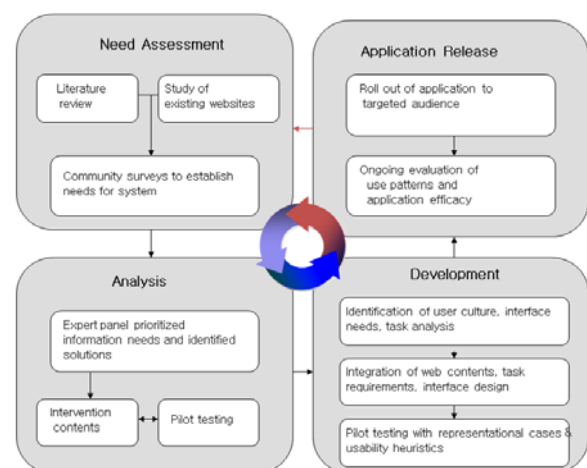 Need Assessment
Literature
review
Study of
existing websites
Community surveys to establish
needs for system
Application Release
Roll out of application to
targeted audience
Ongoing evaluation of
use patterns and
application efficacy
Analysis
Expert panel prioritized
information needs and identified
solutions
Intervention
contents
Pilot testing
Development
Identification of user culture, interface
needs, task analysis
Integration of web contents, task
requirements, interface design
Pilot testing with representational cases &
usability heuristics